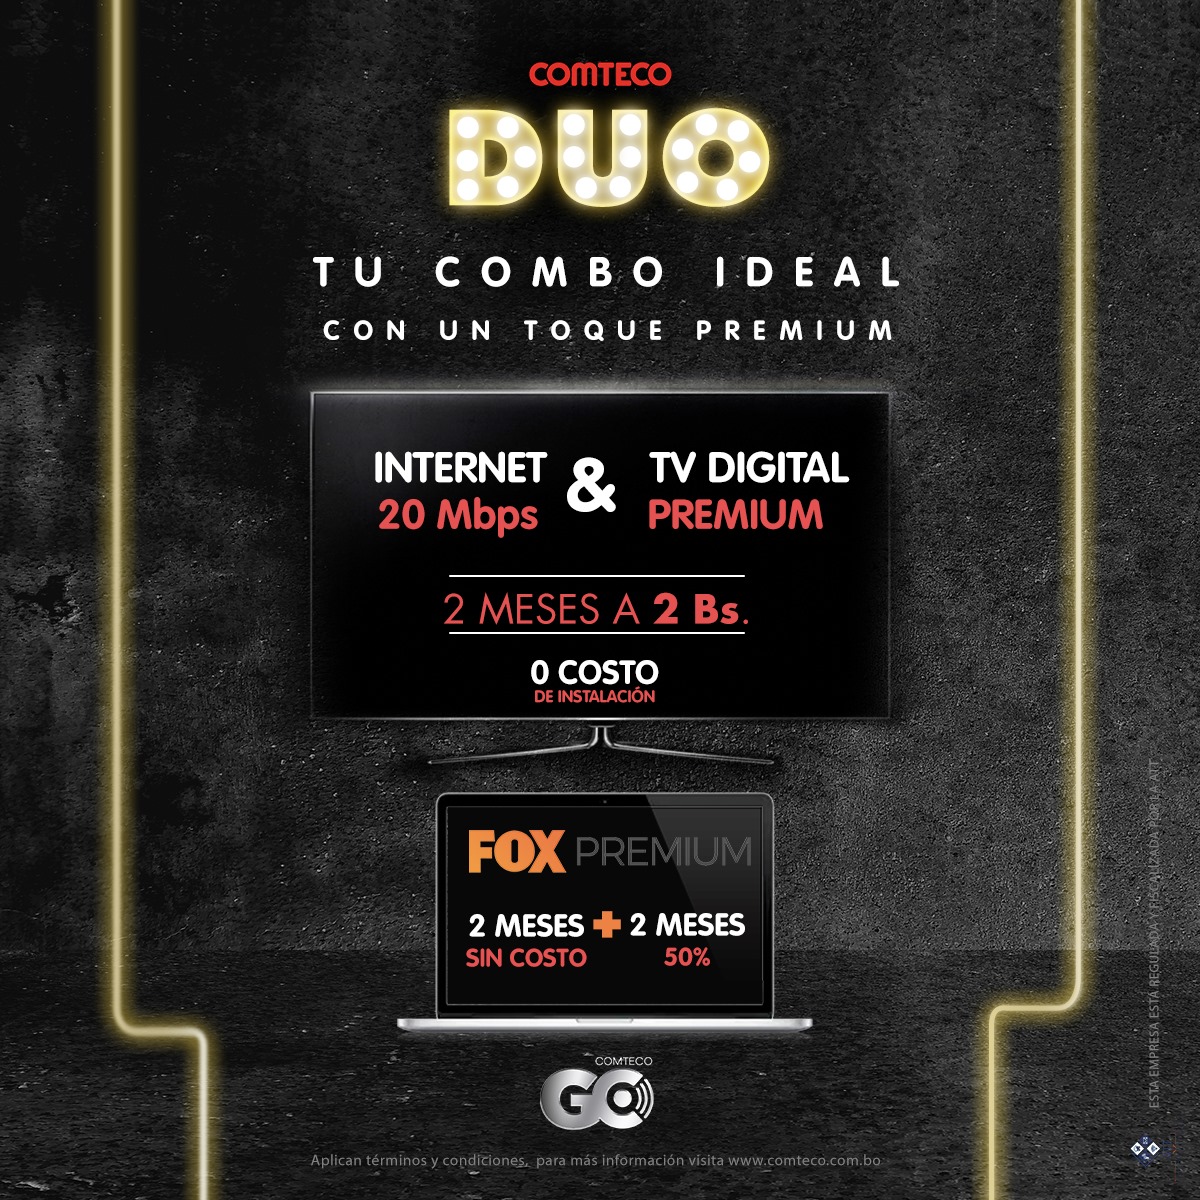 COMTECO
DUO
TU COMBO IDEAL
CON UN TOQUE PREMIUM
INTERNET & TV DIGITAL
20 Mbps PREMIUM
2 MESES A 2 Bs.
0 COSTO
DE INSTALACIÓN
FOX PREMIUM
2 MESES + 2 MESES
SIN COSTO 50%
COMTECO
GO
Aplican términos y condiciones, para más información visita www.comteco.com.bo
ESTA EMPRESA ESTÁ REGULADA Y FISCALIZADA POR LA ATT